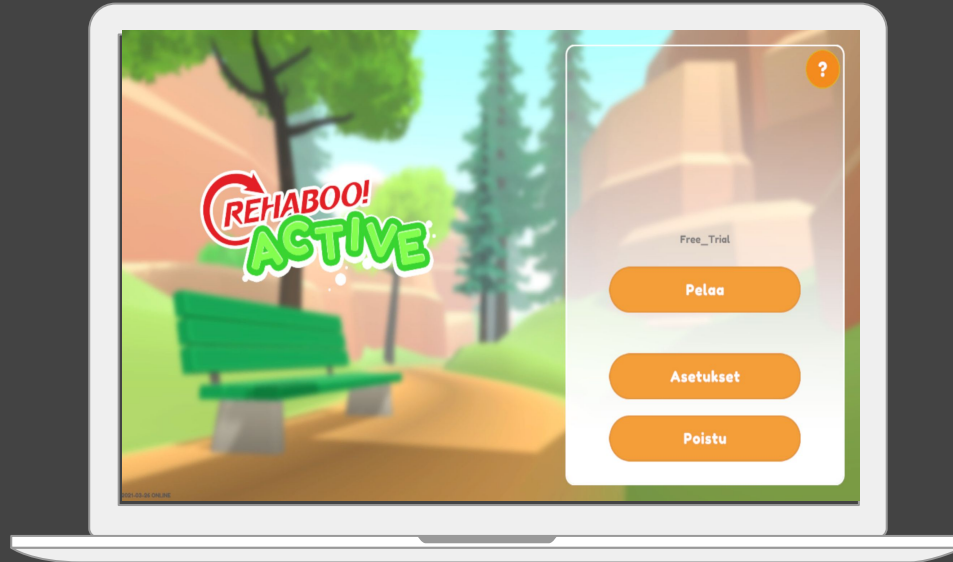 ?
REHABOO!
ACTIVE
Free_Trial
Pelaa
Asetukset
Poistu